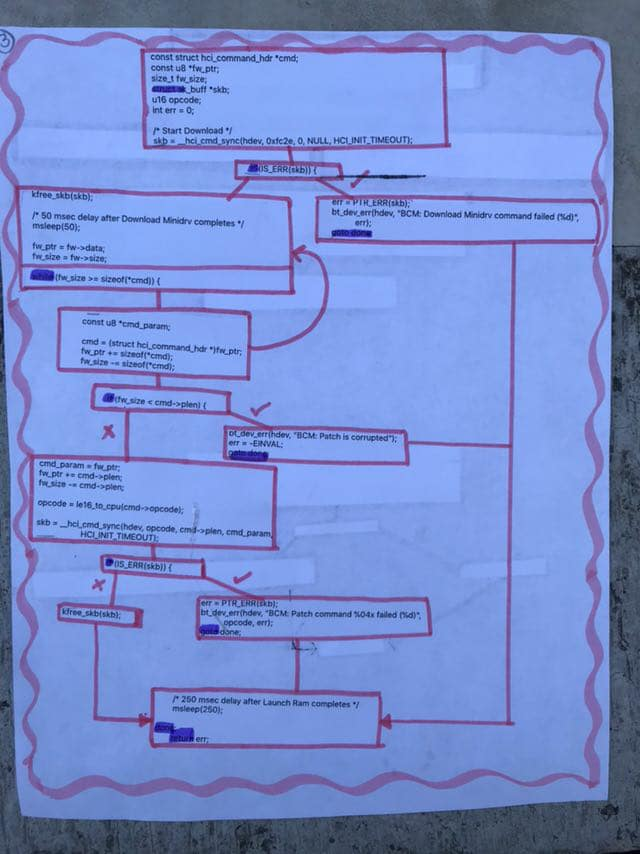 3
const struct hci_command_hdr *cmd;
const u8 *fw_ptr;
size_t fw_size;
struct sk_buff *skb;
u16 opcode;
int err = 0;
/* Start Download */
skb = __hci_cmd_sync(hdev, 0xfc2e, 0, NULL, HCI_INIT_TIMEOUT);
if(IS_ERR(skb)) {
kfree_skb(skb);
/* 50 msec delay after Download Minidrv completes */
msleep(50);
fw_ptr = fw->data;
fw_size = fw->size;
while(fw_size >= sizeof(*cmd)) {
err = PTR_ERR(skb);
bt_dev_err(hdev, "BCM: Download Minidrv command failed (%d)",
err);
goto done
const u8 *cmd_param;
cmd = (struct hci_command_hdr *)fw_ptr;
fw_ptr += sizeof(*cmd);
fw_size -= sizeof(*cmd);
if(fw_size < cmd->plen) {
bt_dev_err(hdev, "BCM: Patch is corrupted");
err = -EINVAL;
goto done
cmd_param = fw_ptr;
fw_ptr += cmd->plen;
fw_size -= cmd->plen;
opcode = le16_to_cpu(cmd->opcode);
skb = __hci_cmd_sync(hdev, opcode, cmd->plen, cmd_param,
HCI_INIT_TIMEOUT);
if(IS_ERR(skb)) {
kfree_skb(skb);
err = PTR_ERR(skb);
bt_dev_err(hdev, "BCM: Patch command %04x failed (%d)",
opcode, err);
goto done;
/* 250 msec delay after Launch Ram completes */
msleep(250);
done:
return err;